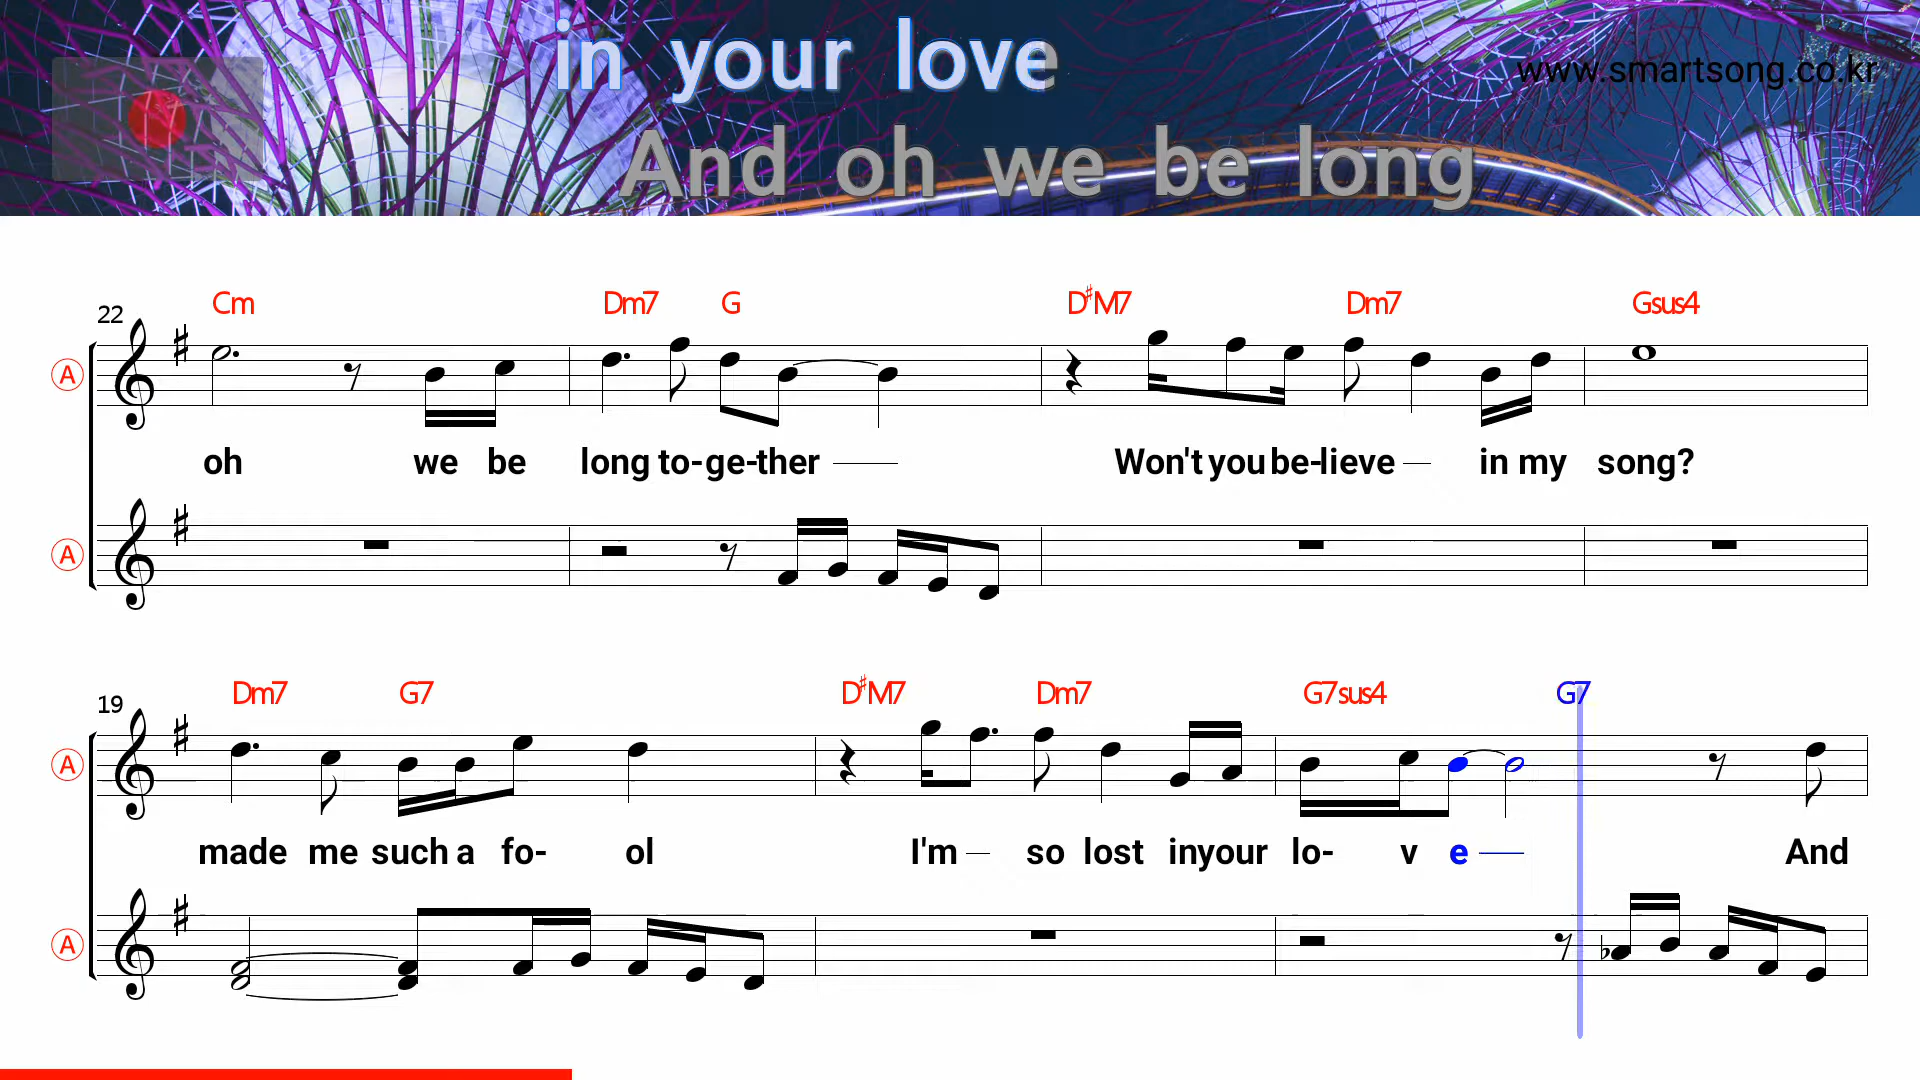 in your love
www.smartsong.co.kr
And oh we be long
Cm Dm7 G D♯M7 Dm7 Gsus4
22
A
oh we be long to-ge-ther Won't you be-lieve in my song?
A
Dm7 G7 D♯M7 Dm7 G7sus4 G7
19
A
made me such a fo- ol I'm so lost inyour lo- v e And
A